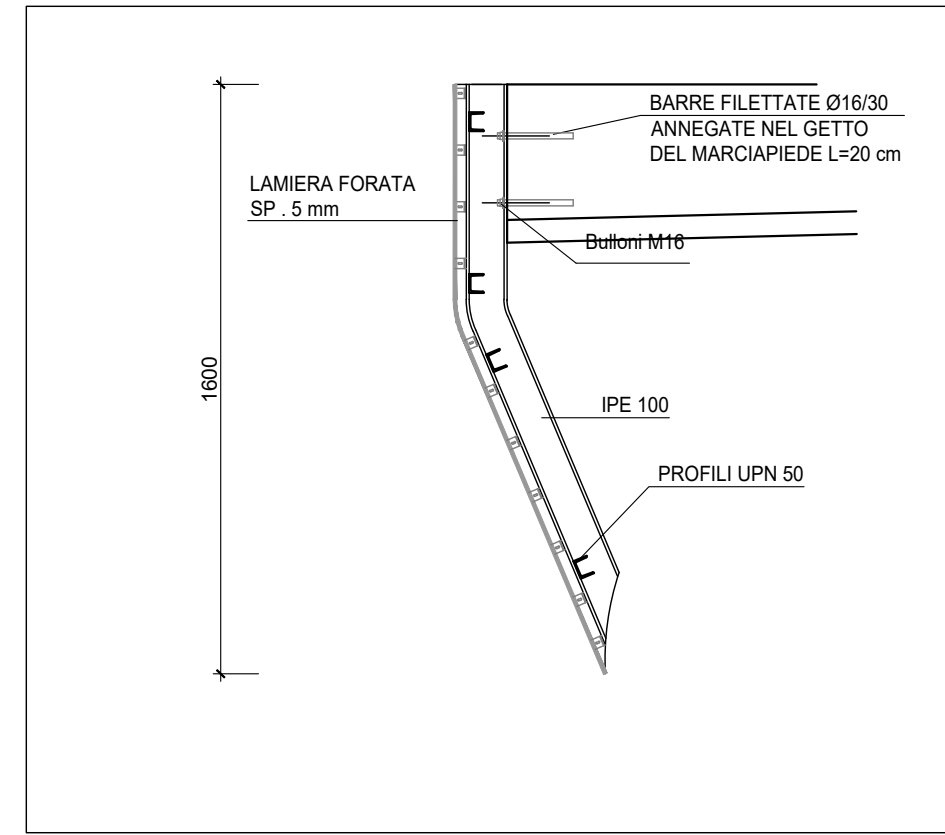 BARRE FILETTATE Ø16/30
ANNEGATE NEL GETTO
DEL MARCIAPIEDE L=20 cm
LAMIERA FORATA
SP . 5 mm
Bulloni M16
1600
IPE 100
PROFILI UPN 50